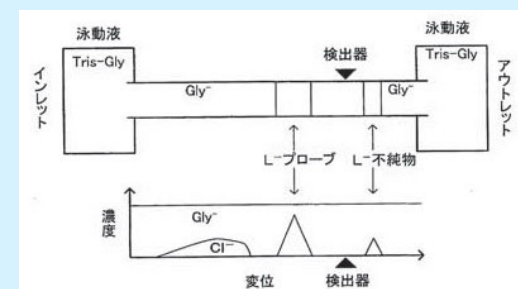 泳動液
泳動液
Tris-Gly
検出器
Tris-Gly
インレット
Gly⁻
Gly⁻
アウトレット
L⁻プローブ
L⁻不純物
濃度
Gly⁻
Cl⁻
変位
検出器